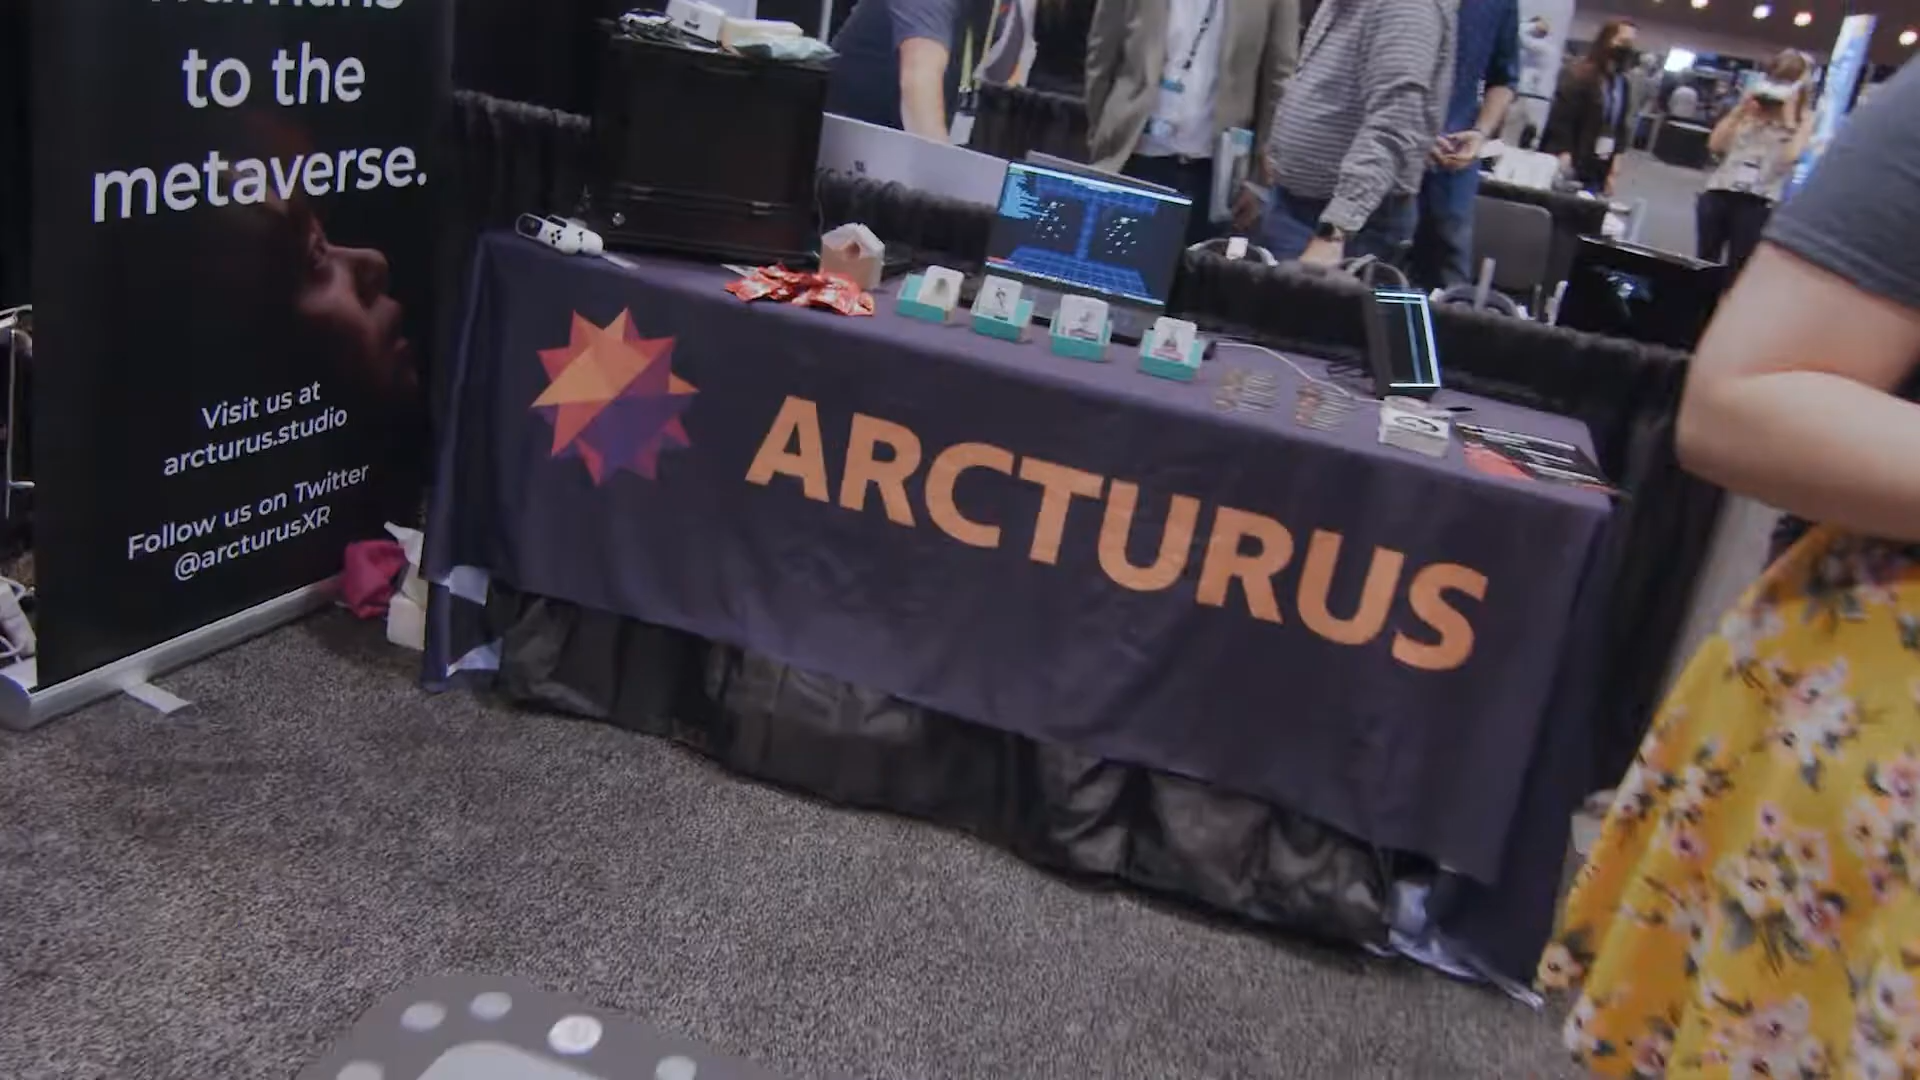 to the
metaverse.
Visit us at
arcturus.studio
Follow us on Twitter
@arcturusXR
ARCTURUS